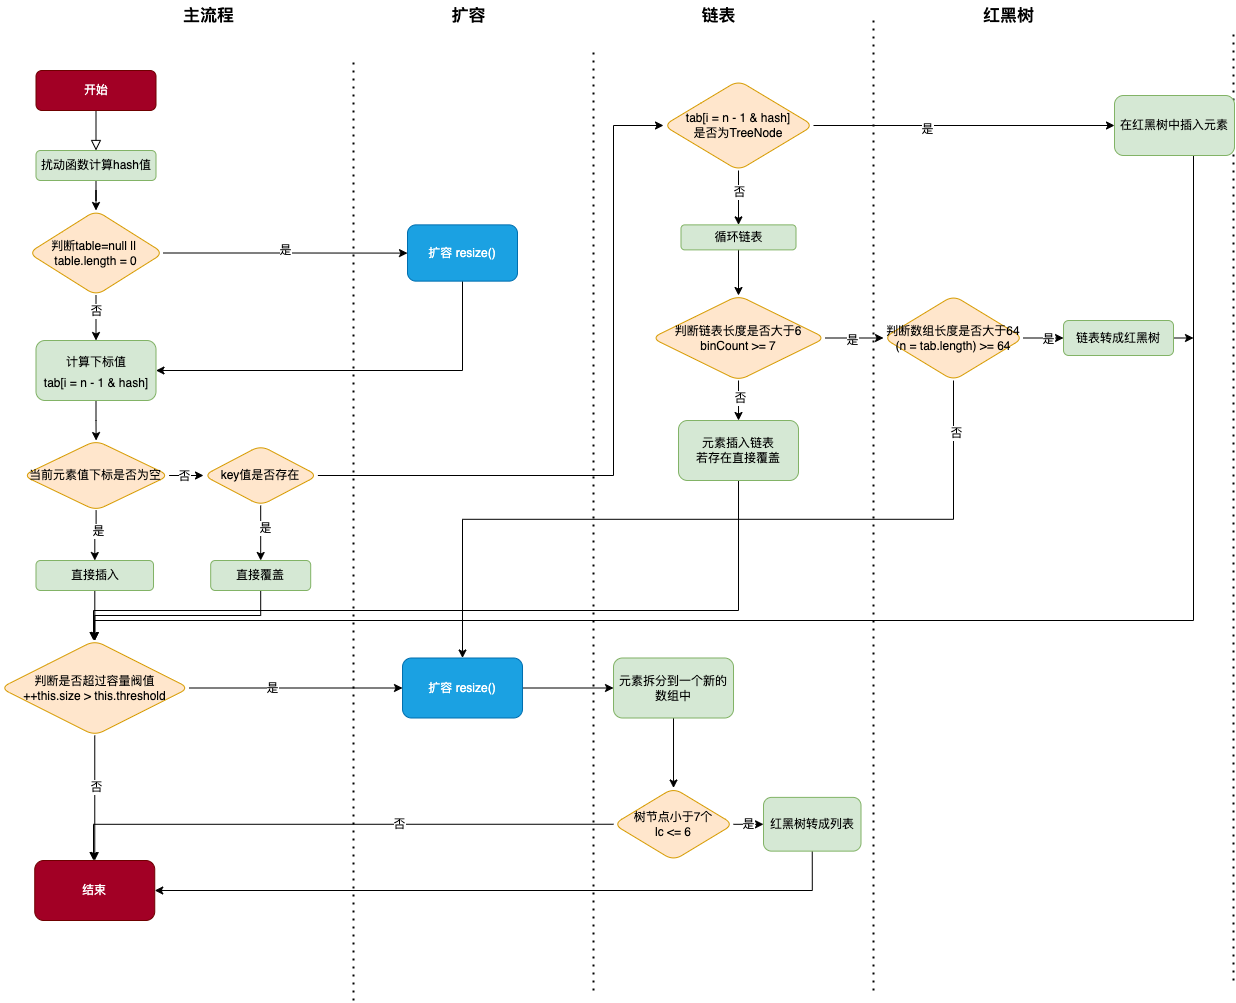 主流程
扩容
链表
红黑树
开始
扰动函数计算hash值
判断table=null ll
table.length = 0
是
扩容 resize()
否
计算下标值
tab[i = n - 1 & hash]
当前元素值下标是否为空
否
key值是否存在
是
直接插入
是
直接覆盖
tab[i = n - 1 & hash]
是否为TreeNode
是
在红黑树中插入元素
否
循环链表
判断链表长度是否大于6
binCount >= 7
是
判断数组长度是否大于64
(n = tab.length) >= 64
是
链表转成红黑树
否
元素插入链表
若存在直接覆盖
否
判断是否超过容量阀值
++this.size > this.threshold
是
扩容 resize()
元素拆分到一个新的
数组中
否
树节点小于7个
lc <= 6
是
红黑树转成列表
否
结束